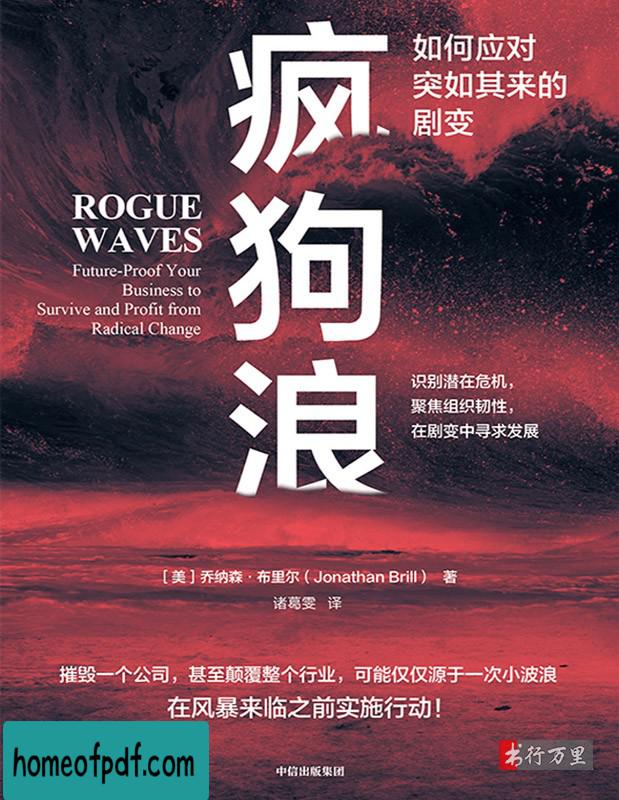 疯狗浪
如何应对
突如其来的
剧变
ROGUE
WAVES
Future-Proof Your
Business to
Survive and Profit from
Radical Change
识别潜在危机，
聚焦组织韧性，
在剧变中寻求发展
［美］乔纳森·布里尔（Jonathan Brill） 著
诸葛雯 译
摧毁一个公司，甚至颠覆整个行业，可能仅仅源于一次小波浪
在风暴来临之前实施行动！
homeofpdf.com
中信出版集团
书行万里